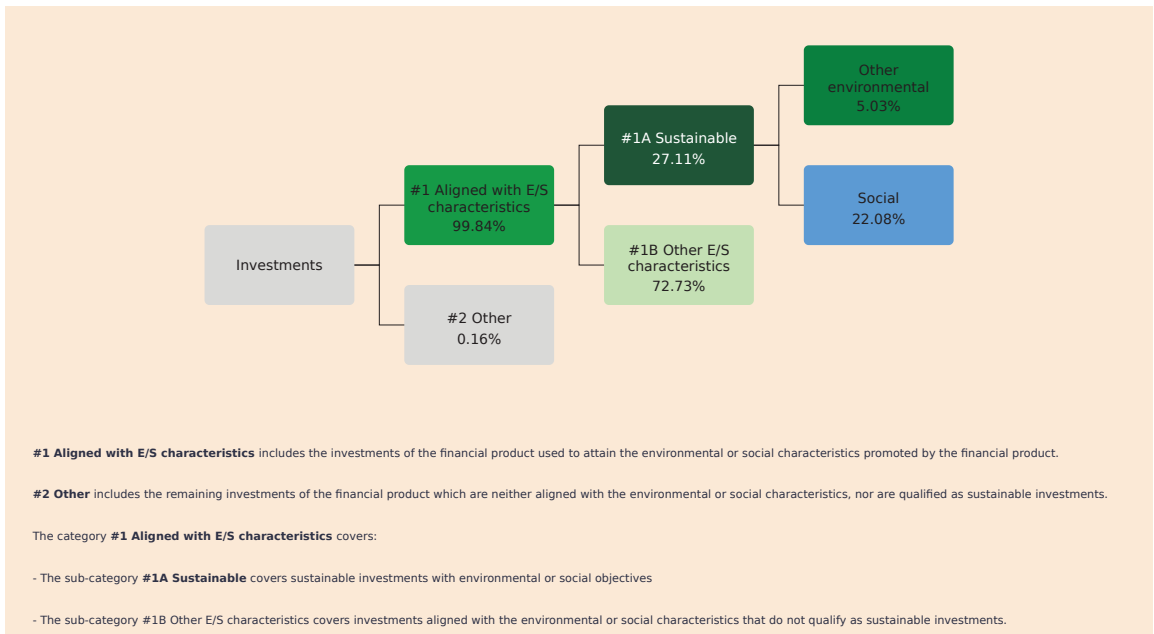 Other
environmental
5.03%
#1A Sustainable
27.11%
#1 Aligned with E/S
characteristics
99.84%
Social
22.08%
Investments
#1B Other E/S
characteristics
72.73%
#2 Other
0.16%
#1 Aligned with E/S characteristics includes the investments of the financial product used to attain the environmental or social characteristics promoted by the financial product.
#2 Other includes the remaining investments of the financial product which are neither aligned with the environmental or social characteristics, nor are qualified as sustainable investments.
The category #1 Aligned with E/S characteristics covers:
- The sub-category #1A Sustainable covers sustainable investments with environmental or social objectives
- The sub-category #1B Other E/S characteristics covers investments aligned with the environmental or social characteristics that do not qualify as sustainable investments.